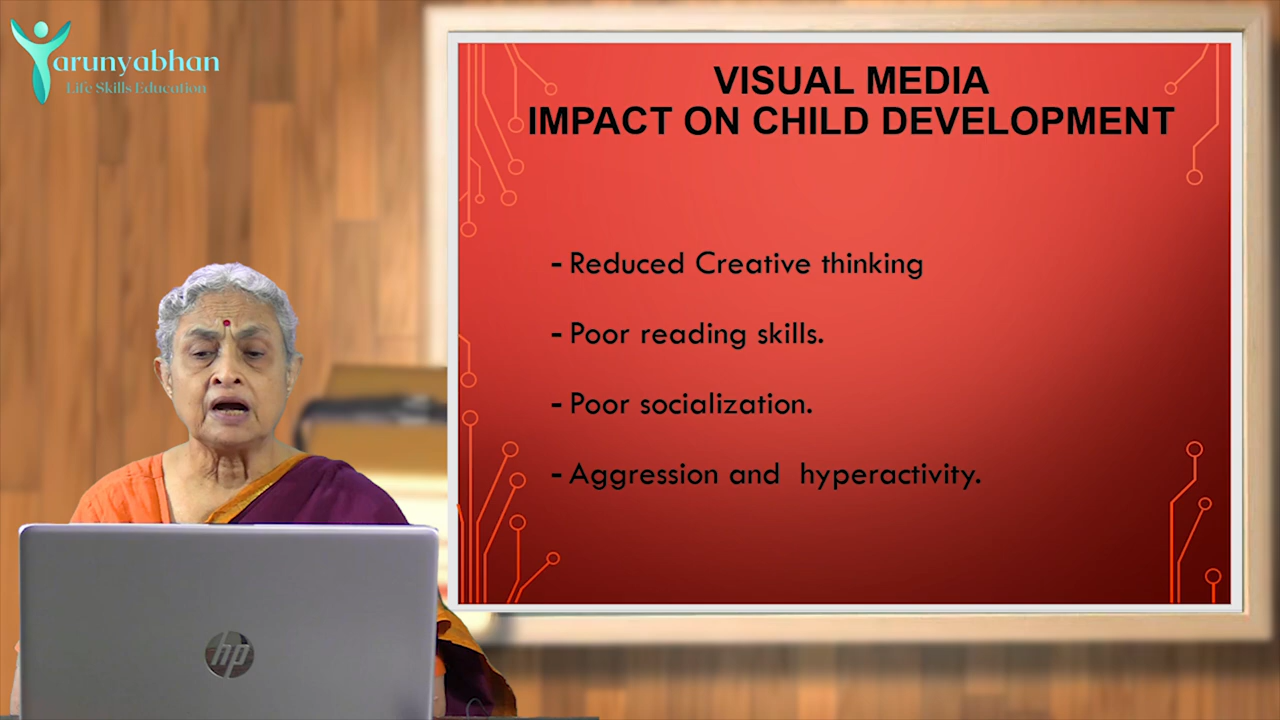 Yarunyabhan
Life Skills Education
VISUAL MEDIA
IMPACT ON CHILD DEVELOPMENT
- Reduced Creative thinking
- Poor reading skills.
- Poor socialization.
- Aggression and hyperactivity.
hp